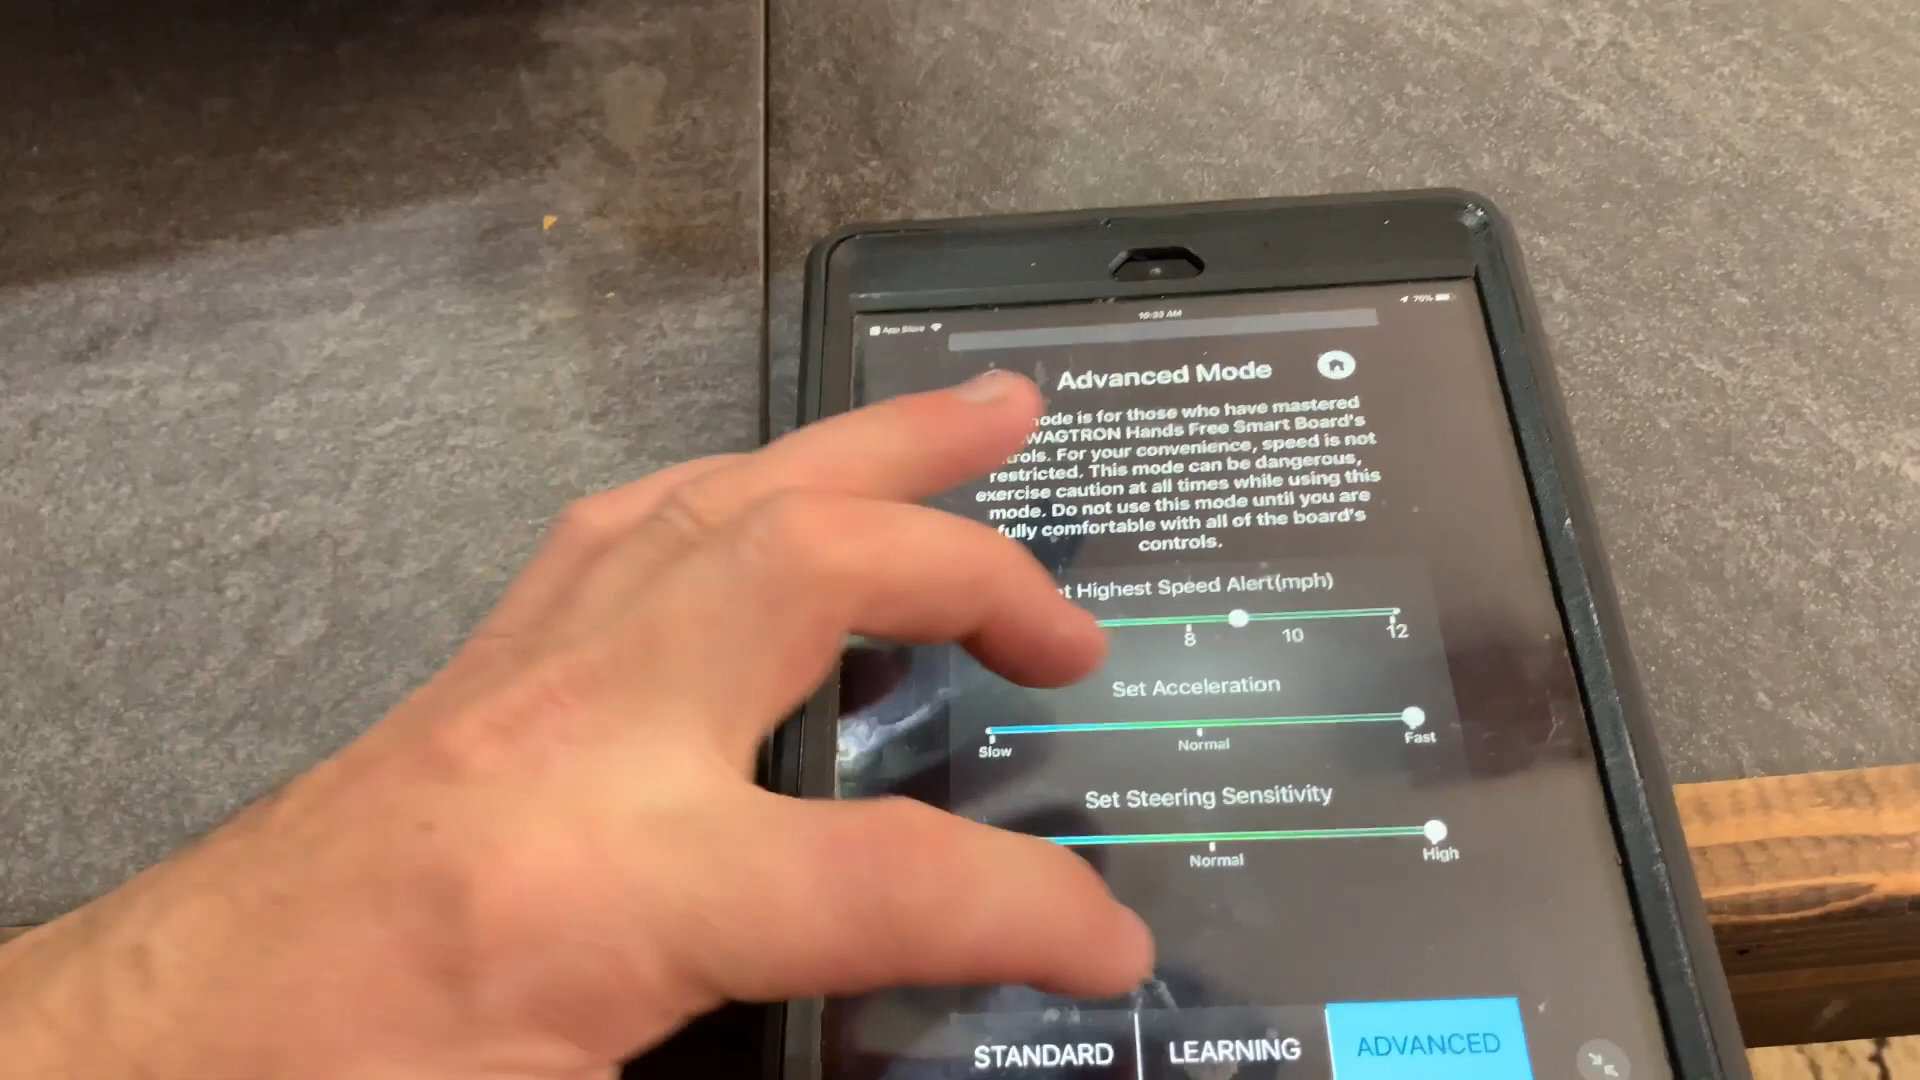 App Store
10:33 AM
75%
Advanced Mode
mode is for those who have mastered
SWAGTRON Hands Free Smart Board's
controls. For your convenience, speed is not
restricted. This mode can be dangerous,
exercise caution at all times while using this
mode. Do not use this mode until you are
fully comfortable with all of the board's
controls.
Highest Speed Alert(mph)
8 10 12
Set Acceleration
Slow Normal Fast
Set Steering Sensitivity
Normal High
STANDARD LEARNING ADVANCED